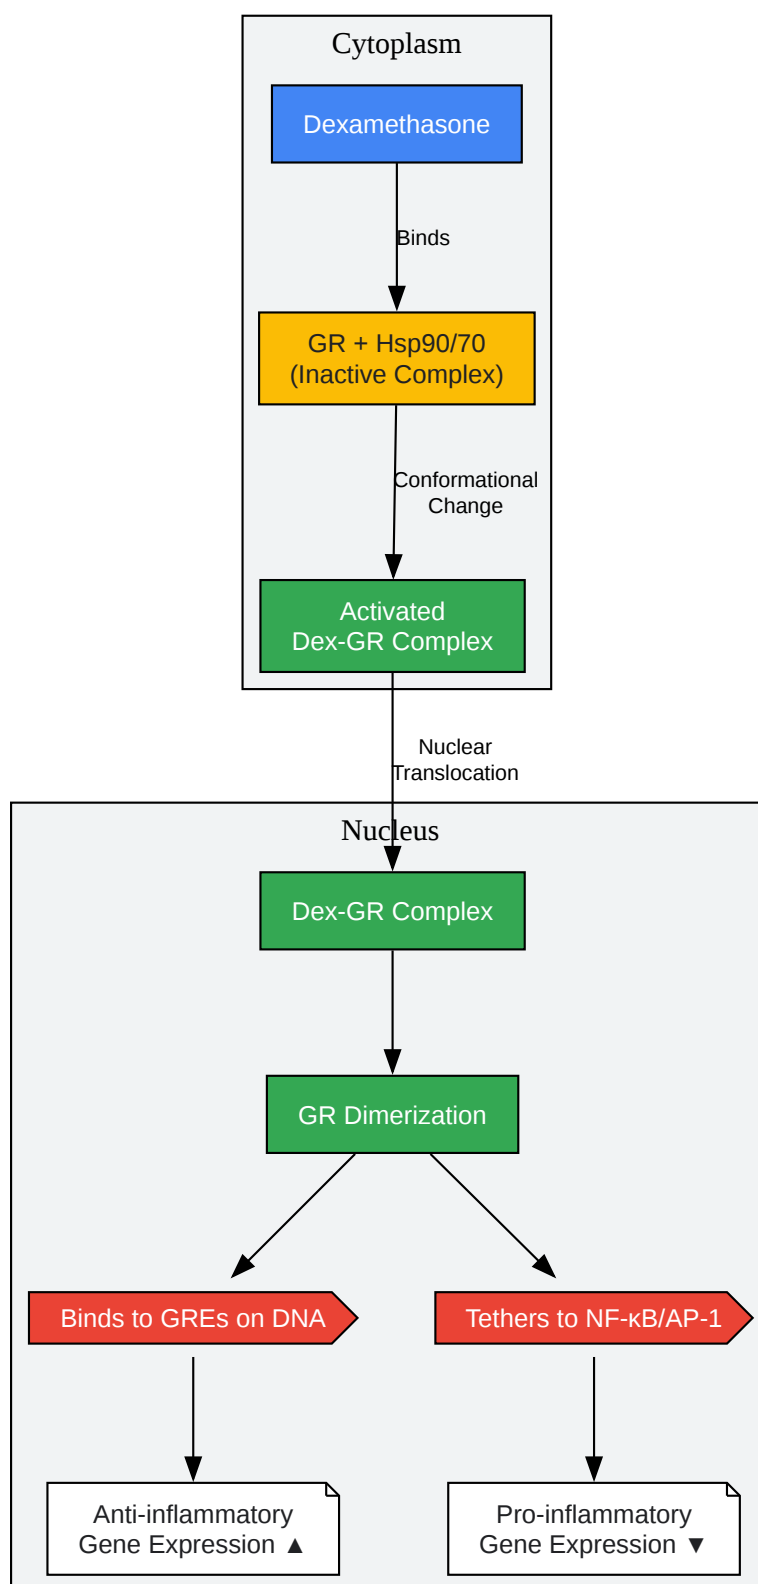 Cytoplasm
Dexamethasone
Binds
GR + Hsp90/70
(Inactive Complex)
Conformational
Change
Activated
Dex-GR Complex
Nuclear
Translocation
Nucleus
Dex-GR Complex
GR Dimerization
Binds to GREs on DNA
Tethers to NF-κB/AP-1
Anti-inflammatory
Gene Expression ▲
Pro-inflammatory
Gene Expression ▼